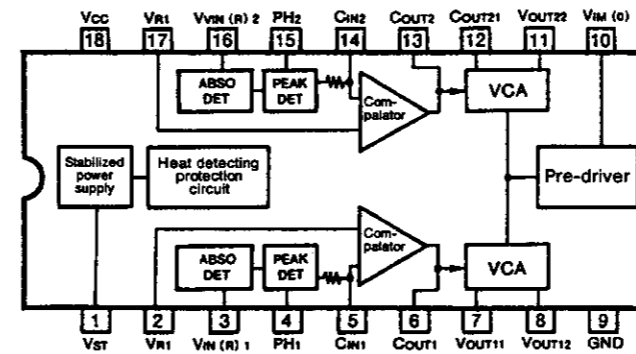 VCC VR1 VVIN (R) 2 PH2 CIN2 COUT2 COUT21 VOUT22 VIM (0)
18 17 16 15 14 13 12 11 10
ABSO DET
PEAK DET
Com-
palator
VCA
Stabilized
power
supply
Heat detecting
protection
circuit
Pre-driver
Com-
palator
ABSO
DET
PEAK
DET
VCA
1 2 3 4 5 6 7 8 9
VST VR1 VIN (R) 1 PH1 CIN1 COUT1 VOUT11 VOUT12 GND